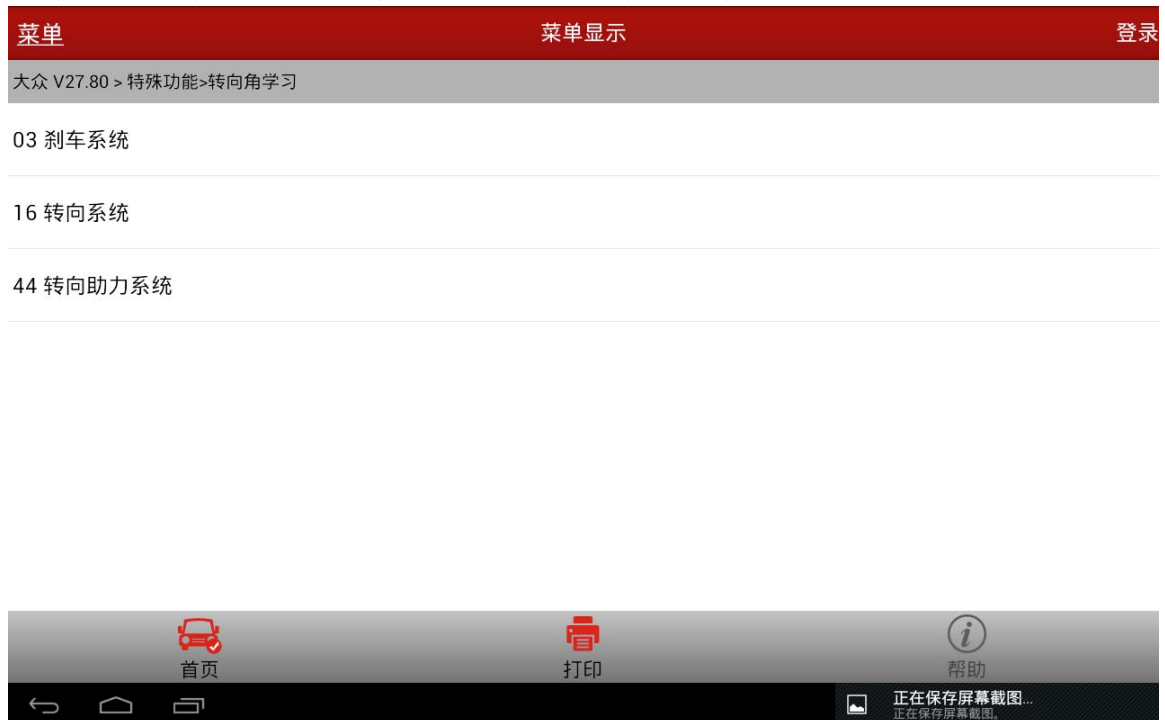 菜单 菜单显示 登录
大众 V27.80 > 特殊功能>转向角学习
03 刹车系统
16 转向系统
44 转向助力系统
首页 打印 帮助
正在保存屏幕截图...
正在保存屏幕截图。